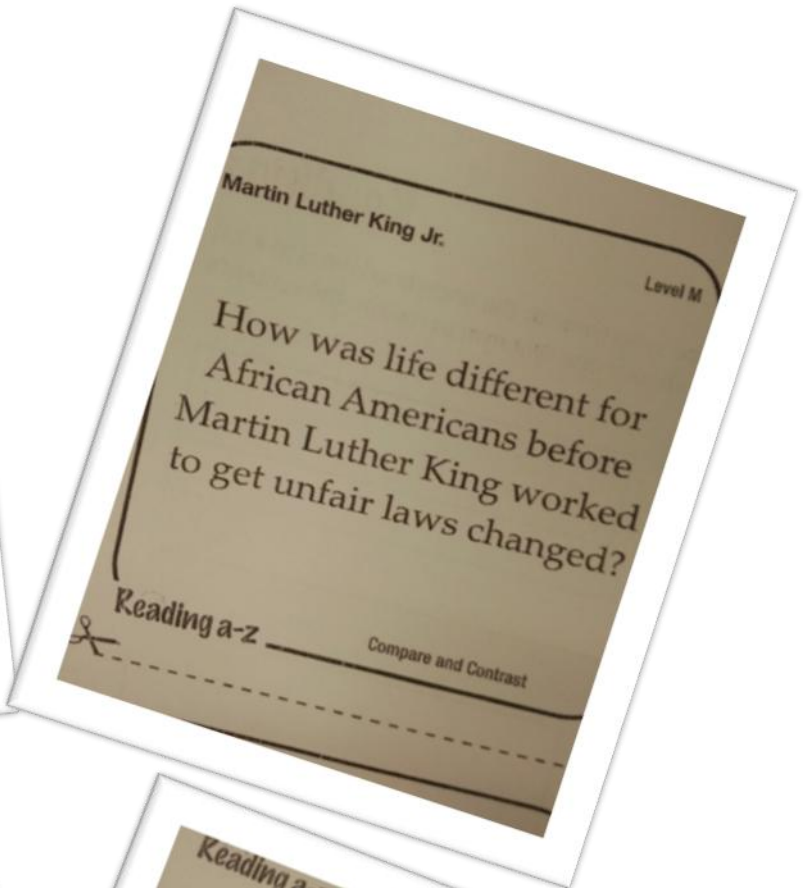 Martin Luther King Jr.
Level M
How was life different for
African Americans before
Martin Luther King worked
to get unfair laws changed?
Reading a-z
Compare and Contrast
Reading a-